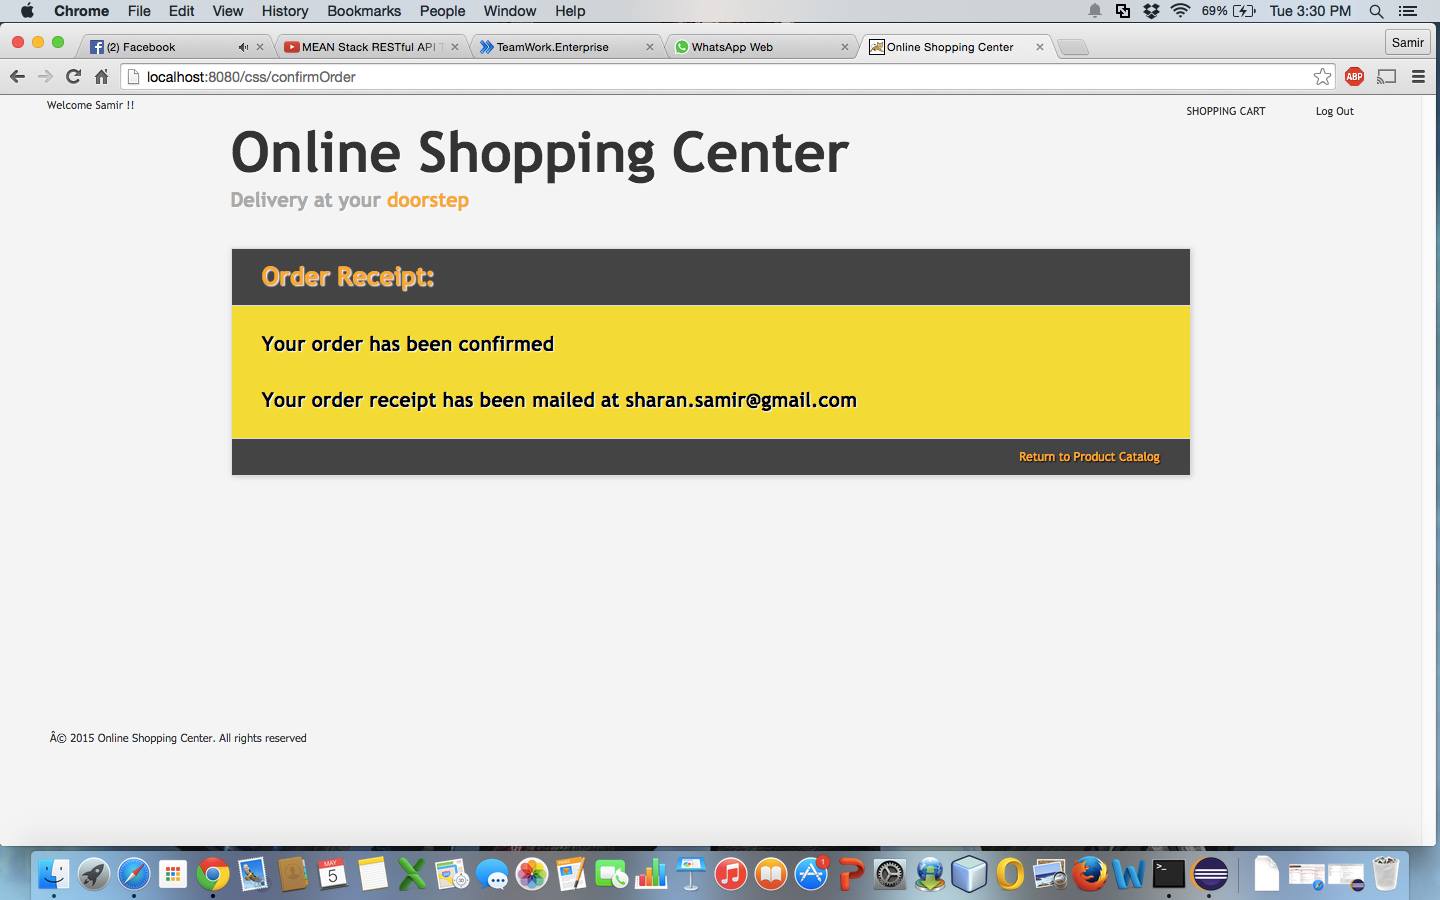 Chrome File Edit View History Bookmarks People Window Help 69% Tue 3:30 PM
(2) Facebook MEAN Stack RESTful API TeamWork.Enterprise WhatsApp Web Online Shopping Center Samir
localhost:8080/css/confirmOrder ABP
Welcome Samir !! SHOPPING CART Log Out
Online Shopping Center
Delivery at your doorstep
Order Receipt:
Your order has been confirmed
Your order receipt has been mailed at sharan.samir@gmail.com
Return to Product Catalog
Â© 2015 Online Shopping Center. All rights reserved
MAY
5
1